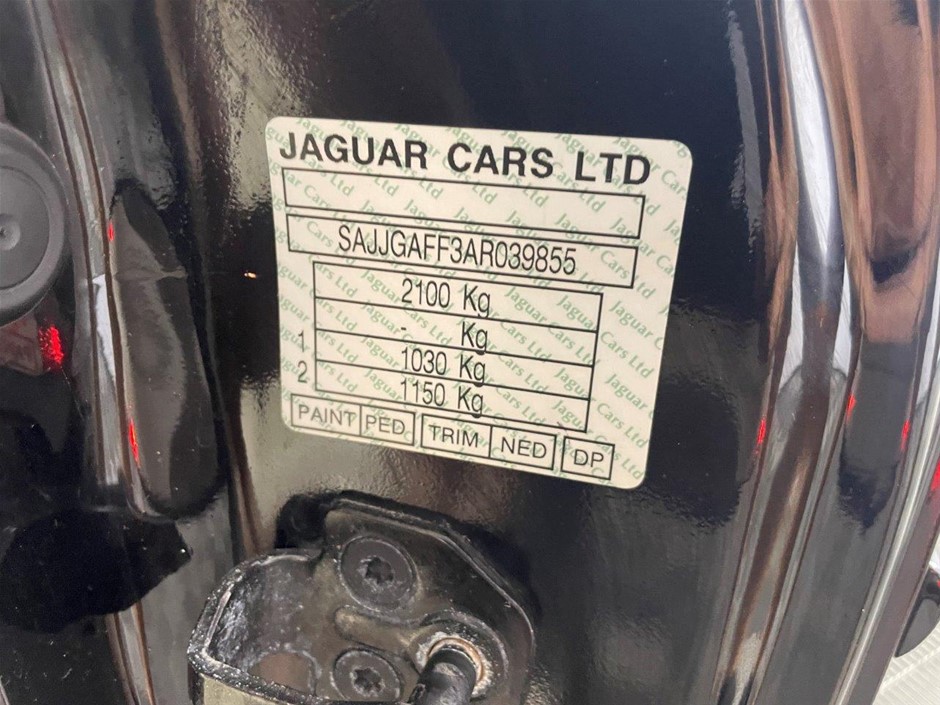 JAGUAR CARS LTD
SAJJGAFF3AR039855
2100 Kg
- Kg
1 1030 Kg
2 1150 Kg
PAINT PED TRIM NED DP